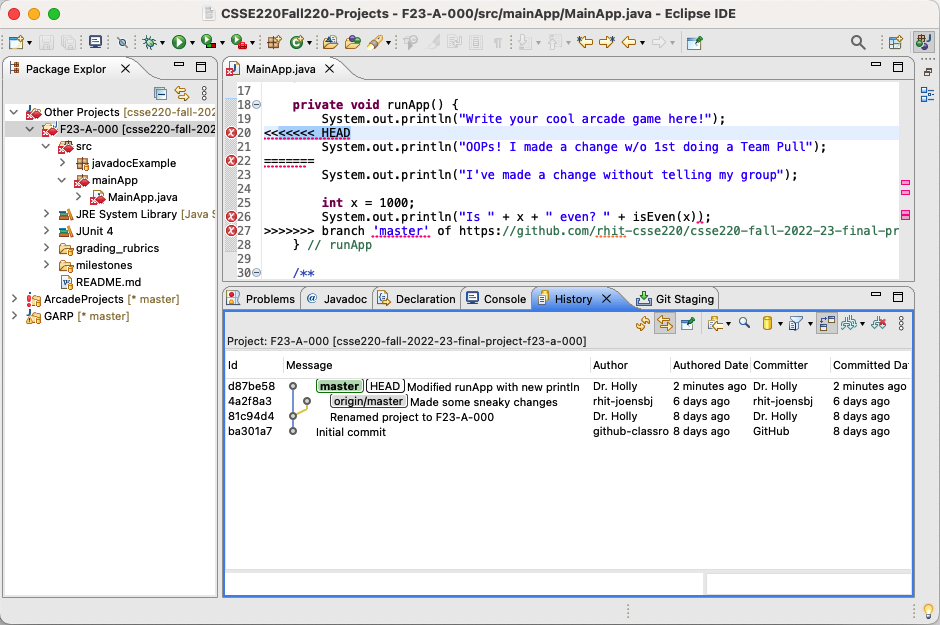 CSSE220Fall220-Projects - F23-A-000/src/mainApp/MainApp.java - Eclipse IDE
Package Explor
Other Projects [csse220-fall-202
F23-A-000 [csse220-fall-202
src
javadocExample
mainApp
MainApp.java
JRE System Library [Java S
JUnit 4
grading_rubrics
milestones
README.md
ArcadeProjects [* master]
GARP [* master]
MainApp.java
17
18 private void runApp() {
19 System.out.println("Write your cool arcade game here!");
20 <<<<<<< HEAD
21 System.out.println("OOPs! I made a change w/o 1st doing a Team Pull");
22 =======
23 System.out.println("I've made a change without telling my group");
24
25 int x = 1000;
26 System.out.println("Is " + x + " even? " + isEven(x));
27 >>>>>>> branch 'master' of https://github.com/rhit-csse220/csse220-fall-2022-23-final-pr
28 } // runApp
29
30 /**
Problems @ Javadoc Declaration Console History Git Staging
Project: F23-A-000 [csse220-fall-2022-23-final-project-f23-a-000]
Id Message Author Authored Date Committer Committed Dat
d87be58 master HEAD Modified runApp with new println Dr. Holly 2 minutes ago Dr. Holly 2 minutes ago
4a2f8a3 origin/master Made some sneaky changes rhit-joensbj 6 days ago rhit-joensbj 6 days ago
81c94d4 Renamed project to F23-A-000 Dr. Holly 8 days ago Dr. Holly 8 days ago
ba301a7 Initial commit github-classro 8 days ago GitHub 8 days ago